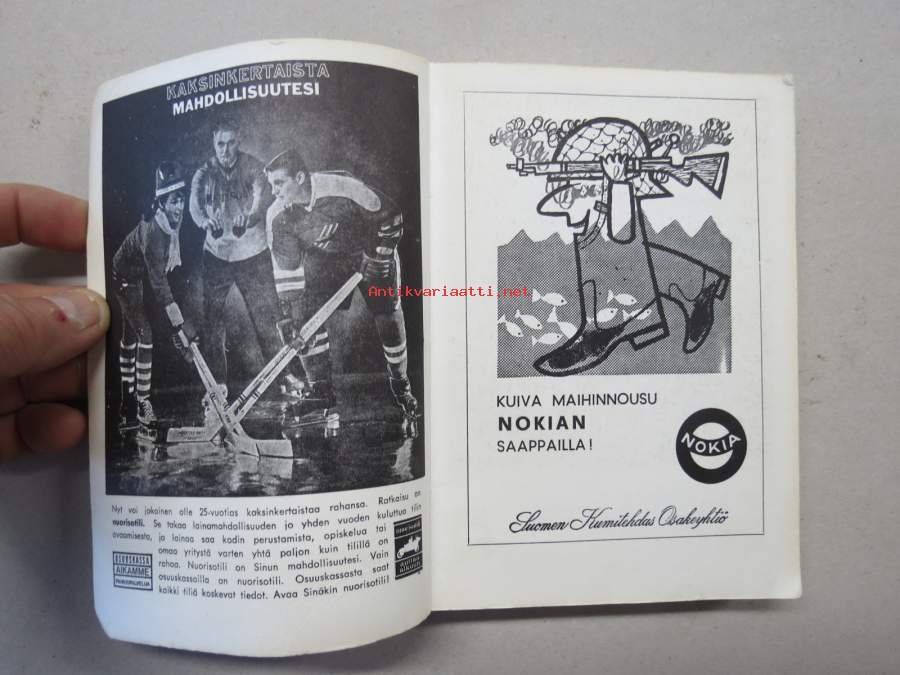 KAKSINKERTAISTA
MAHDOLLISUUTESI
Nyt voi jokainen alle 25-vuotias kaksinkertaistaa rahansa. Ratkaisu on
nuorisotili. Se takaa lainamahdollisuuden jo yhden vuoden kuluttua tilin
avaamisesta, ja lainaa saa kodin perustamista, opiskelua tai
omaa yritystä varten yhtä paljon kuin tilillä on
rahaa. Nuorisotili on Sinun mahdollisuutesi. Vain
osuuskassoilla on nuorisotili. Osuuskassasta saat
kaikki tiliä koskevat tiedot. Avaa Sinäkin nuorisotili!
OSUUSKASSA
AIKAMME
Antikvariaatti.net
KUIVA MAIHINNOUSU
NOKIAN
SAAPPAILLA!
NOKIA
Suomen Kumitehdas Osakeyhtiö